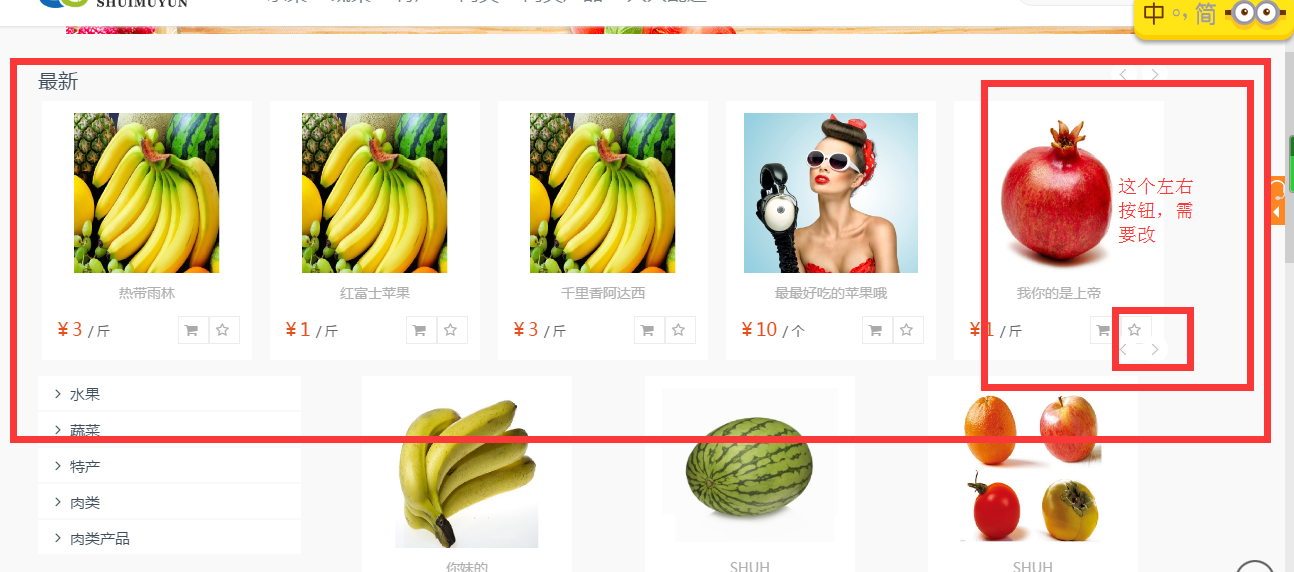 SHUIMUYUN
中 °, 简
最新
这个左右
按钮，需
要改
热带雨林
红富士苹果
千里香阿达西
最最好吃的苹果哦
我你的是上帝
¥ 3 / 斤
¥ 1 / 斤
¥ 3 / 斤
¥ 10 / 个
¥ 1 / 斤
水果
蔬菜
特产
肉类
肉类产品
你妹的
SHUH
SHUH